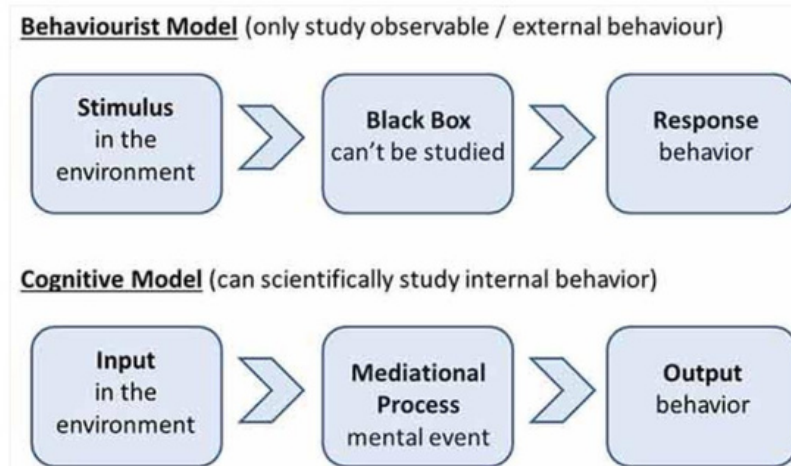 Behaviourist Model (only study observable / external behaviour)
Stimulus
in the
environment
Black Box
can't be studied
Response
behavior
Cognitive Model (can scientifically study internal behavior)
Input
in the
environment
Mediational
Process
mental event
Output
behavior